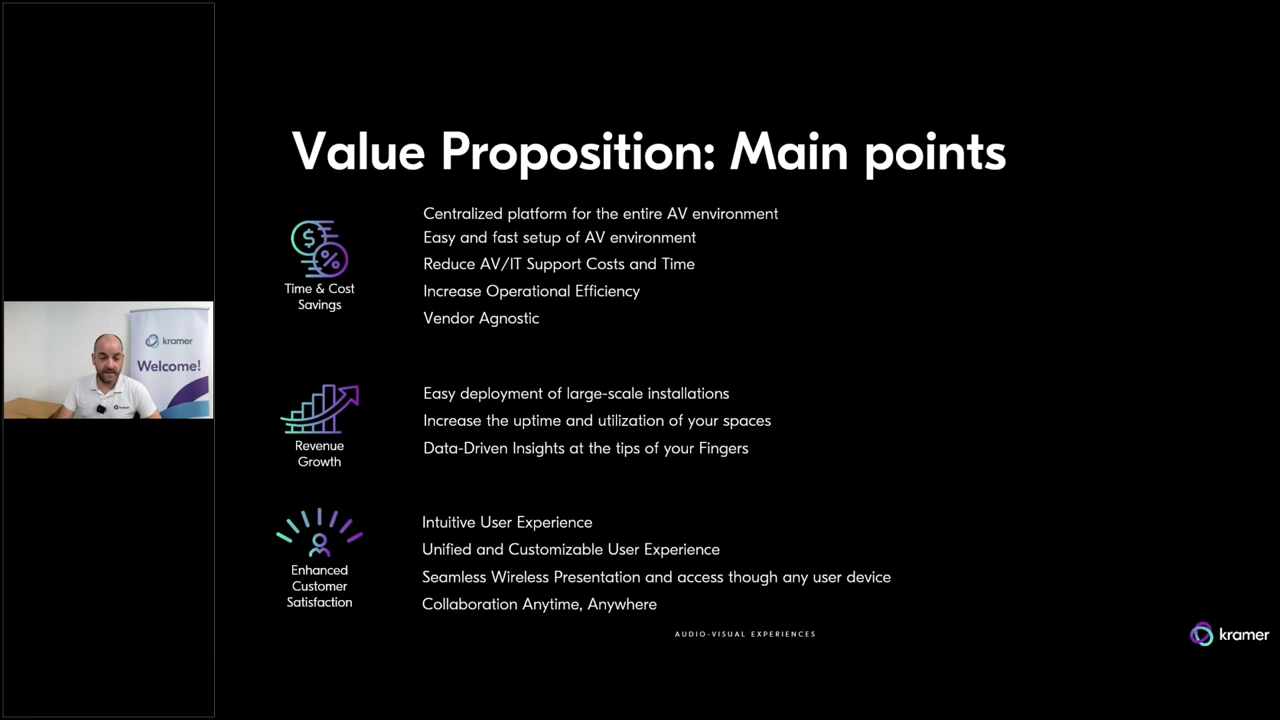 Value Proposition: Main points
Time & Cost
Savings
Centralized platform for the entire AV environment
Easy and fast setup of AV environment
Reduce AV/IT Support Costs and Time
Increase Operational Efficiency
Vendor Agnostic
kramer
Welcome!
Revenue
Growth
Easy deployment of large-scale installations
Increase the uptime and utilization of your spaces
Data-Driven Insights at the tips of your Fingers
Enhanced
Customer
Satisfaction
Intuitive User Experience
Unified and Customizable User Experience
Seamless Wireless Presentation and access though any user device
Collaboration Anytime, Anywhere
AUDIO-VISUAL EXPERIENCES
kramer